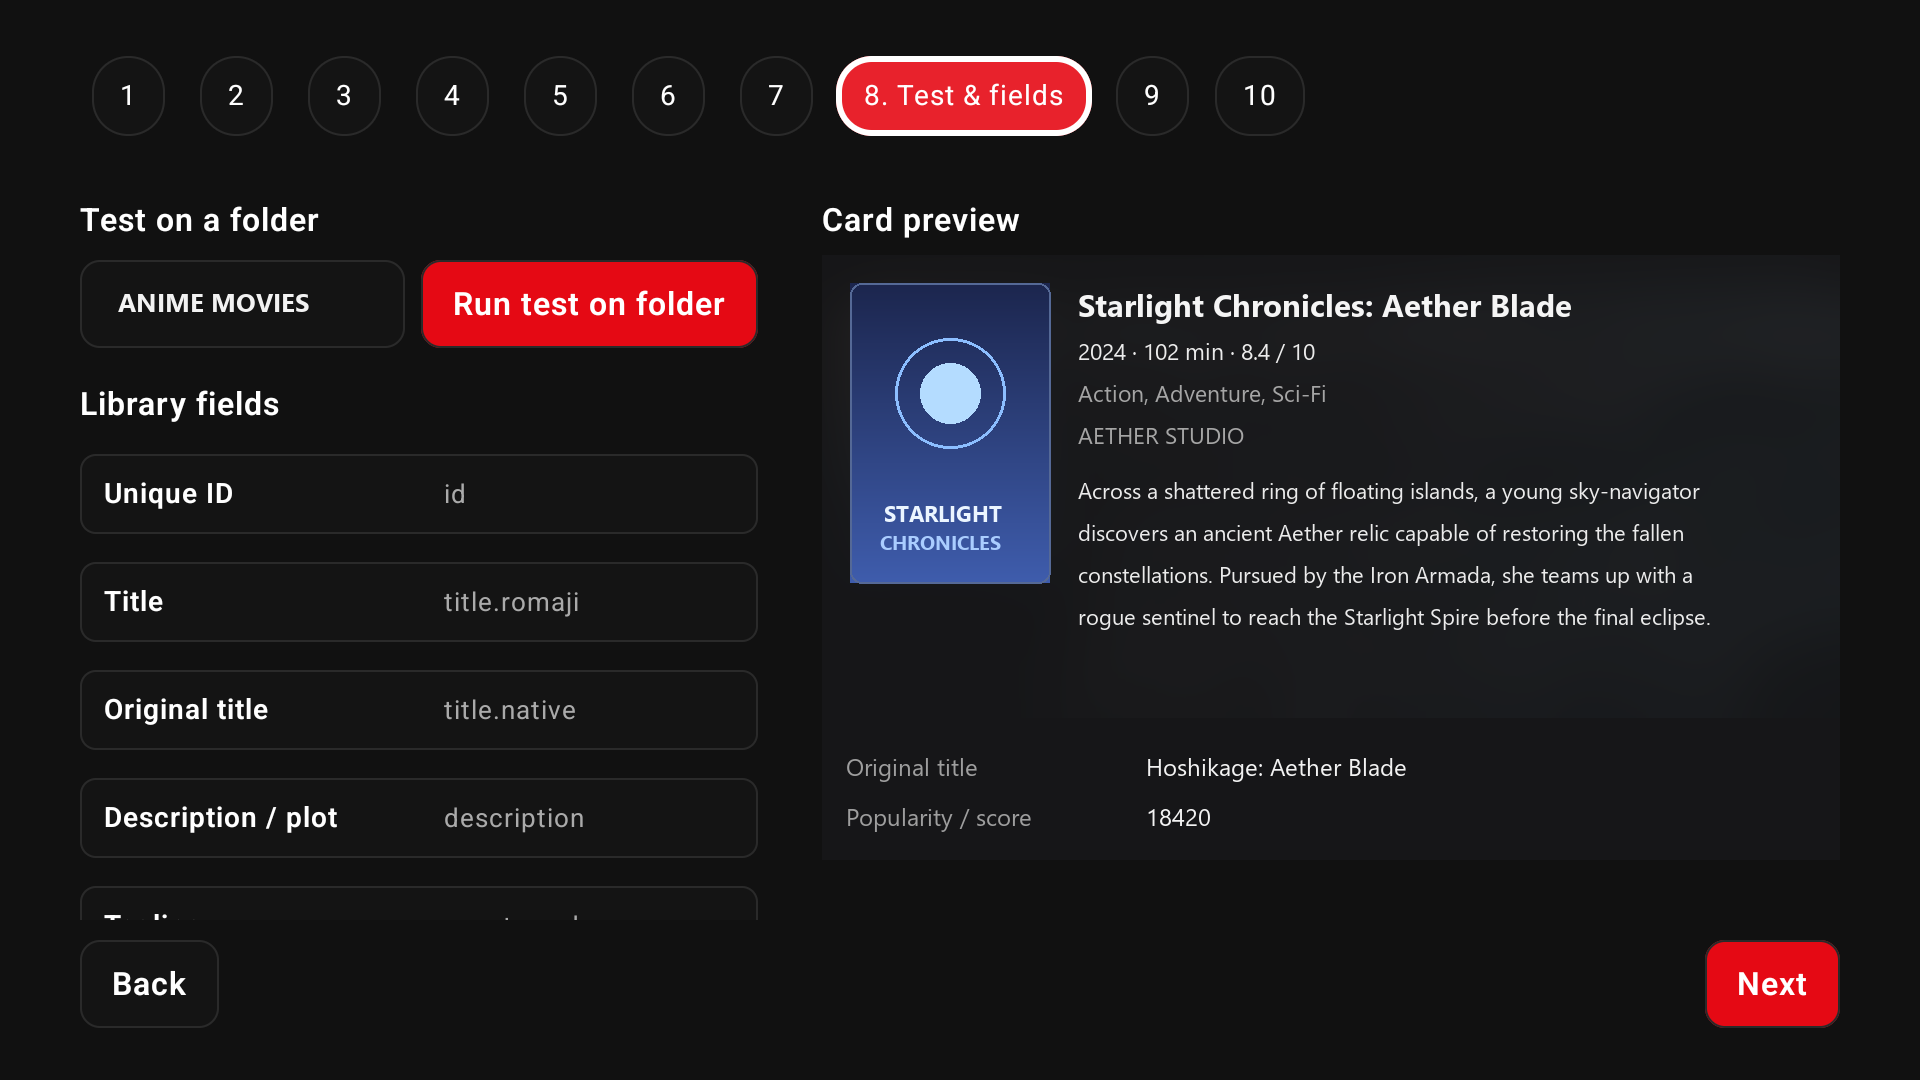 1
2
3
4
5
6
7
8. Test & fields
9
10
Test on a folder
ANIME MOVIES
Run test on folder
Library fields
Unique ID
id
Title
title.romaji
Original title
title.native
Description / plot
description
Back
Card preview
STARLIGHT
CHRONICLES
Starlight Chronicles: Aether Blade
2024 · 102 min · 8.4 / 10
Action, Adventure, Sci-Fi
AETHER STUDIO
Across a shattered ring of floating islands, a young sky-navigator
discovers an ancient Aether relic capable of restoring the fallen
constellations. Pursued by the Iron Armada, she teams up with a
rogue sentinel to reach the Starlight Spire before the final eclipse.
Original title
Hoshikage: Aether Blade
Popularity / score
18420
Next